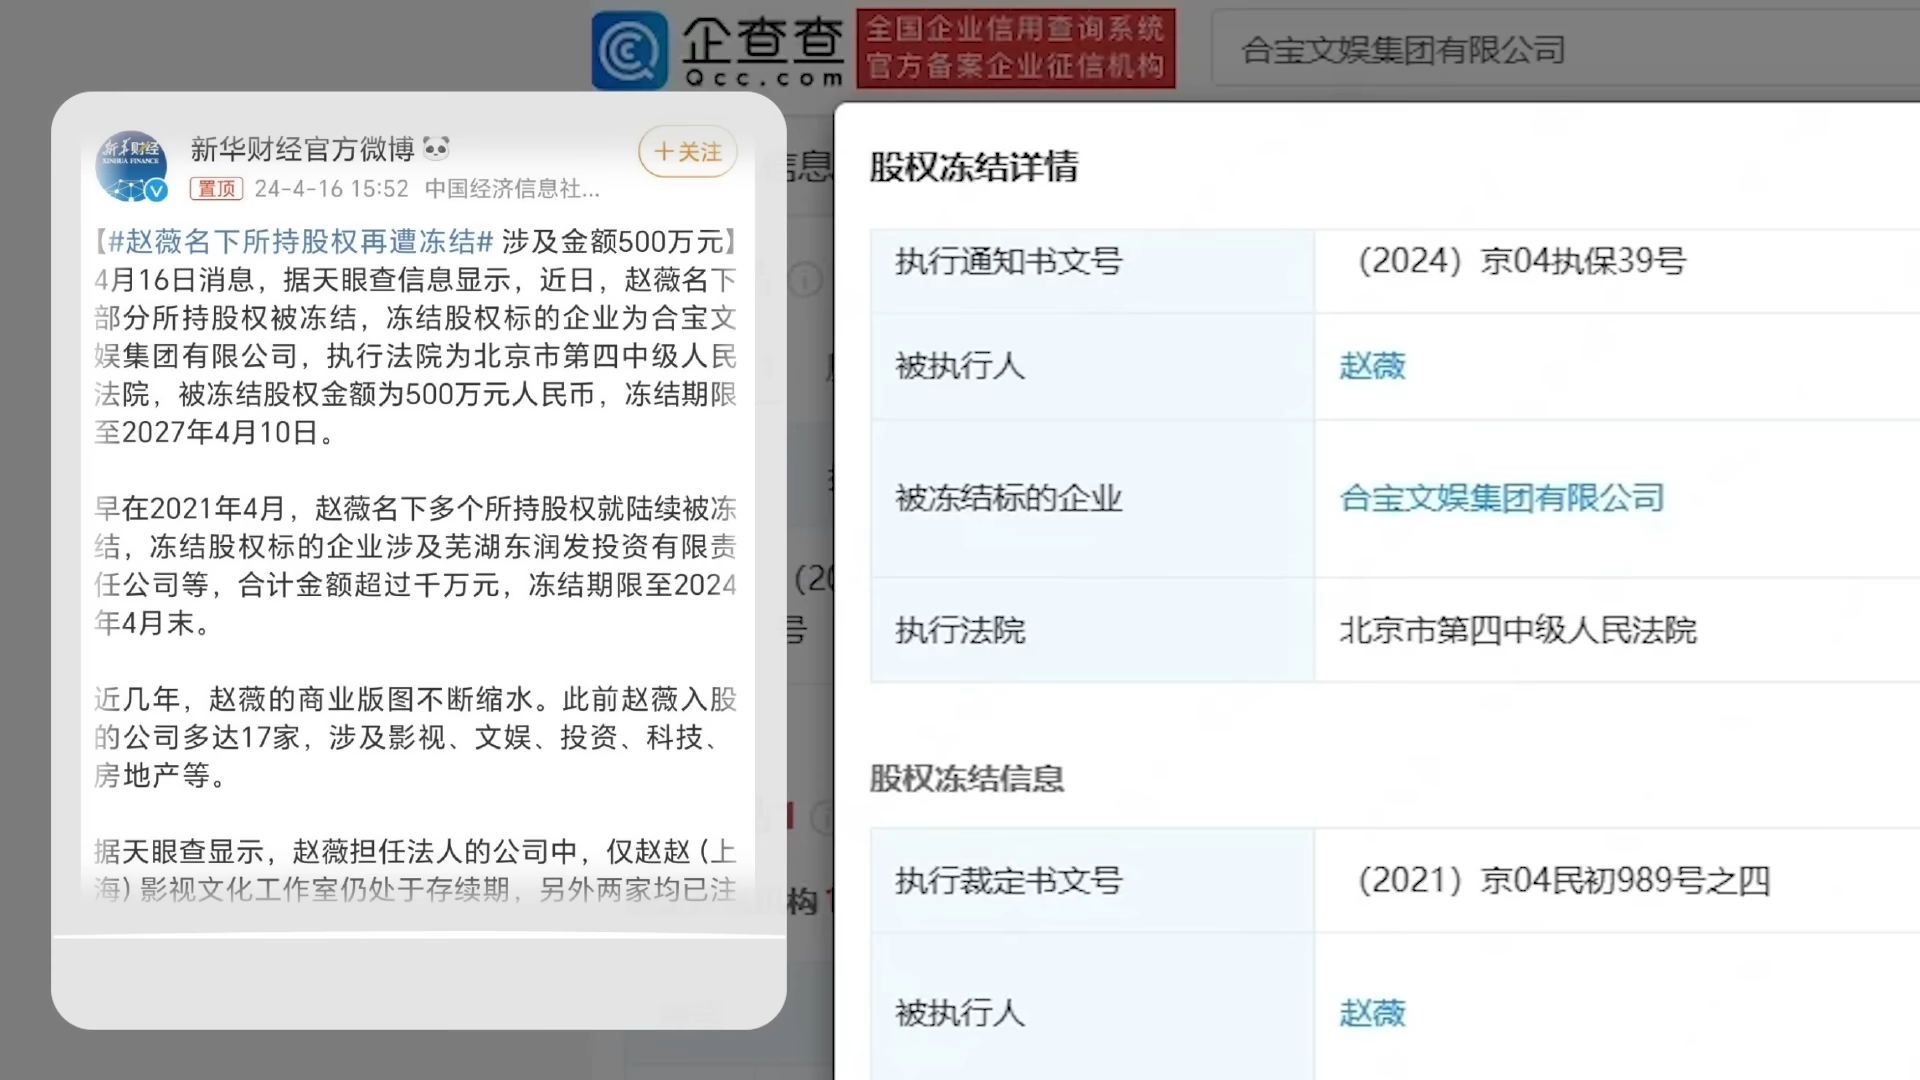 企查查
Qcc.com
全国企业信用查询系统
官方备案企业征信机构
合宝文娱集团有限公司
新华财经
XINHUA FINANCE
新华财经官方微博
+关注
置顶 24-4-16 15:52 中国经济信息社...
【#赵薇名下所持股权再遭冻结# 涉及金额500万元】
4月16日消息，据天眼查信息显示，近日，赵薇名下
部分所持股权被冻结，冻结股权标的企业为合宝文
娱集团有限公司，执行法院为北京市第四中级人民
法院，被冻结股权金额为500万元人民币，冻结期限
至2027年4月10日。
早在2021年4月，赵薇名下多个所持股权就陆续被冻
结，冻结股权标的企业涉及芜湖东润发投资有限责
任公司等，合计金额超过千万元，冻结期限至2024
年4月末。
近几年，赵薇的商业版图不断缩水。此前赵薇入股
的公司多达17家，涉及影视、文娱、投资、科技、
房地产等。
据天眼查显示，赵薇担任法人的公司中，仅赵赵（上
海）影视文化工作室仍处于存续期，另外两家均已注
信息
(20
号
构
股权冻结详情
执行通知书文号 （2024）京04执保39号
被执行人 赵薇
被冻结标的企业 合宝文娱集团有限公司
执行法院 北京市第四中级人民法院
股权冻结信息
执行裁定书文号 （2021）京04民初989号之四
被执行人 赵薇